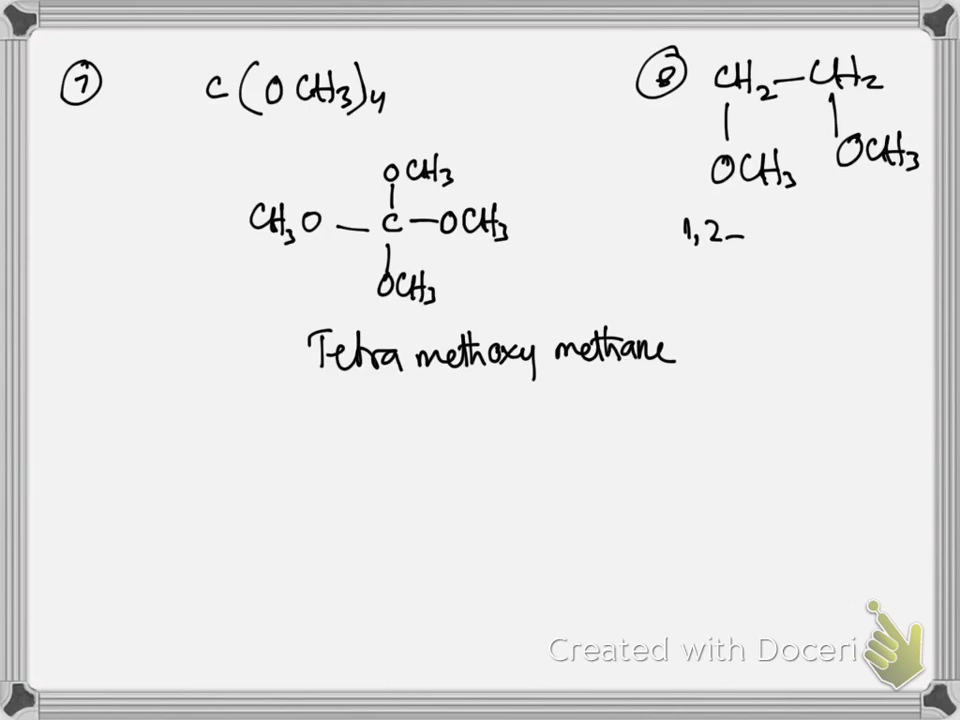 ⑦ C(OCH₃)₄
OCH₃
CH₃O — C — OCH₃
OCH₃
Tetra methoxy methane
⑧ CH₂—CH₂
OCH₃ OCH₃
1,2–
Created with Doceri